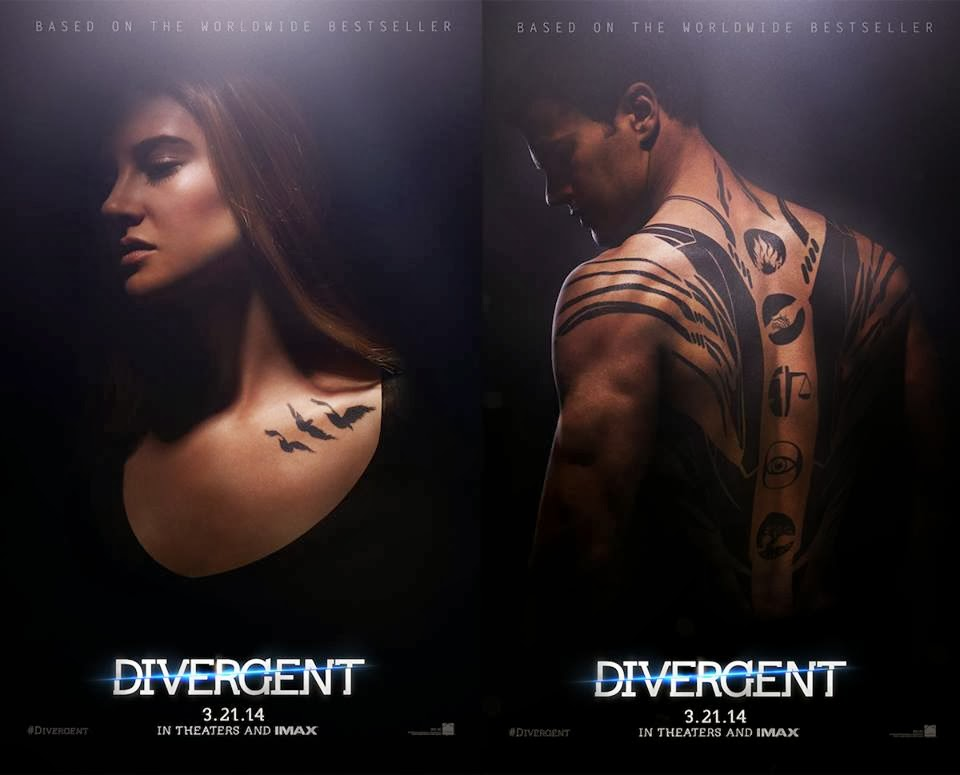 BASED ON THE WORLDWIDE BESTSELLER
DIVERGENT
3.21.14
IN THEATERS AND IMAX
#DIVERGENT
BASED ON THE WORLDWIDE BESTSELLER
DIVERGENT
3.21.14
IN THEATERS AND IMAX
#DIVERGENT